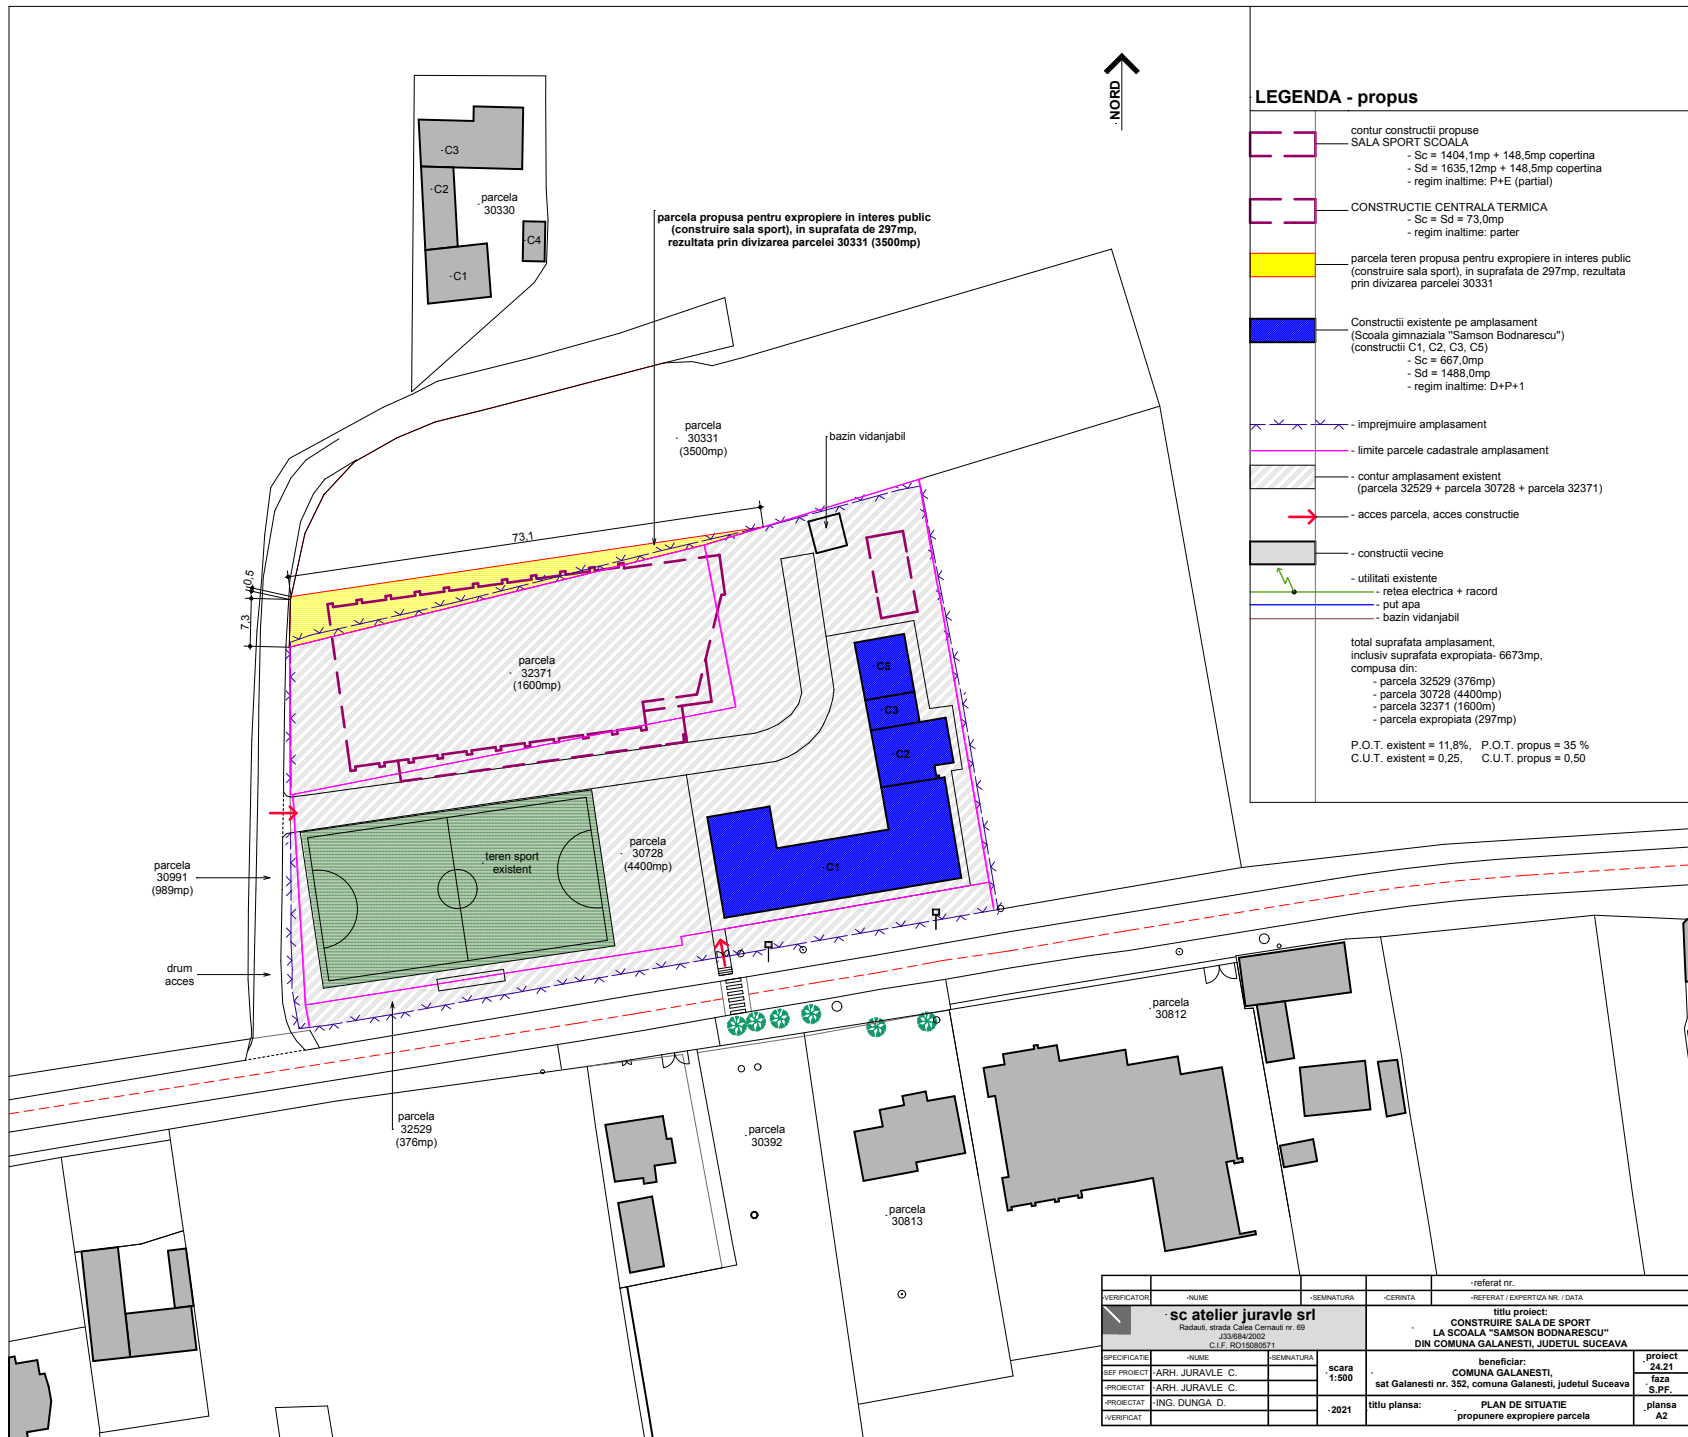 NORD
C3
C2
parcela
30330
C4
C1
parcela propusa pentru expropiere in interes public
(construire sala sport), in suprafata de 297mp,
rezultata prin divizarea parcelei 30331 (3500mp)
parcela
30331
(3500mp)
bazin vidanjabil
73,1
0,5
7,3
parcela
32371
(1600mp)
C5
C3
C2
C1
teren sport
existent
parcela
30728
(4400mp)
parcela
30991
(989mp)
drum
acces
parcela
32529
(376mp)
parcela
30392
parcela
30813
parcela
30812
LEGENDA - propus
contur constructii propuse
SALA SPORT SCOALA
- Sc = 1404,1mp + 148,5mp copertina
- Sd = 1635,12mp + 148,5mp copertina
- regim inaltime: P+E (partial)
CONSTRUCTIE CENTRALA TERMICA
- Sc = Sd = 73,0mp
- regim inaltime: parter
parcela teren propusa pentru expropiere in interes public
(construire sala sport), in suprafata de 297mp, rezultata
prin divizarea parcelei 30331
Constructii existente pe amplasament
(Scoala gimnaziala "Samson Bodnarescu")
(constructii C1, C2, C3, C5)
- Sc = 667,0mp
- Sd = 1488,0mp
- regim inaltime: D+P+1
- imprejmuire amplasament
- limite parcele cadastrale amplasament
- contur amplasament existent
(parcela 32529 + parcela 30728 + parcela 32371)
- acces parcela, acces constructie
- constructii vecine
- utilitati existente
- retea electrica + racord
- put apa
- bazin vidanjabil
total suprafata amplasament,
inclusiv suprafata expropiata- 6673mp,
compusa din:
- parcela 32529 (376mp)
- parcela 30728 (4400mp)
- parcela 32371 (1600m)
- parcela expropiata (297mp)
P.O.T. existent = 11,8%, P.O.T. propus = 35 %
C.U.T. existent = 0,25, C.U.T. propus = 0,50
referat nr.
VERIFICATOR NUME SEMNATURA CERINTA REFERAT / EXPERTIZA NR. / DATA
sc atelier juravle srl
Radauti, strada Calea Cernauti nr. 69
J33/684/2002
C.I.F. RO15080571
titlu proiect:
CONSTRUIRE SALA DE SPORT
LA SCOALA "SAMSON BODNARESCU"
DIN COMUNA GALANESTI, JUDETUL SUCEAVA
SPECIFICATIE NUME SEMNATURA
SEF PROIECT ARH. JURAVLE C.
PROIECTAT ARH. JURAVLE C.
PROIECTAT ING. DUNGA D.
VERIFICAT
scara
1:500
2021
beneficiar:
COMUNA GALANESTI,
sat Galanesti nr. 352, comuna Galanesti, judetul Suceava
proiect
24.21
faza
S.PF.
titlu plansa: PLAN DE SITUATIE
propunere expropiere parcela
plansa
A2